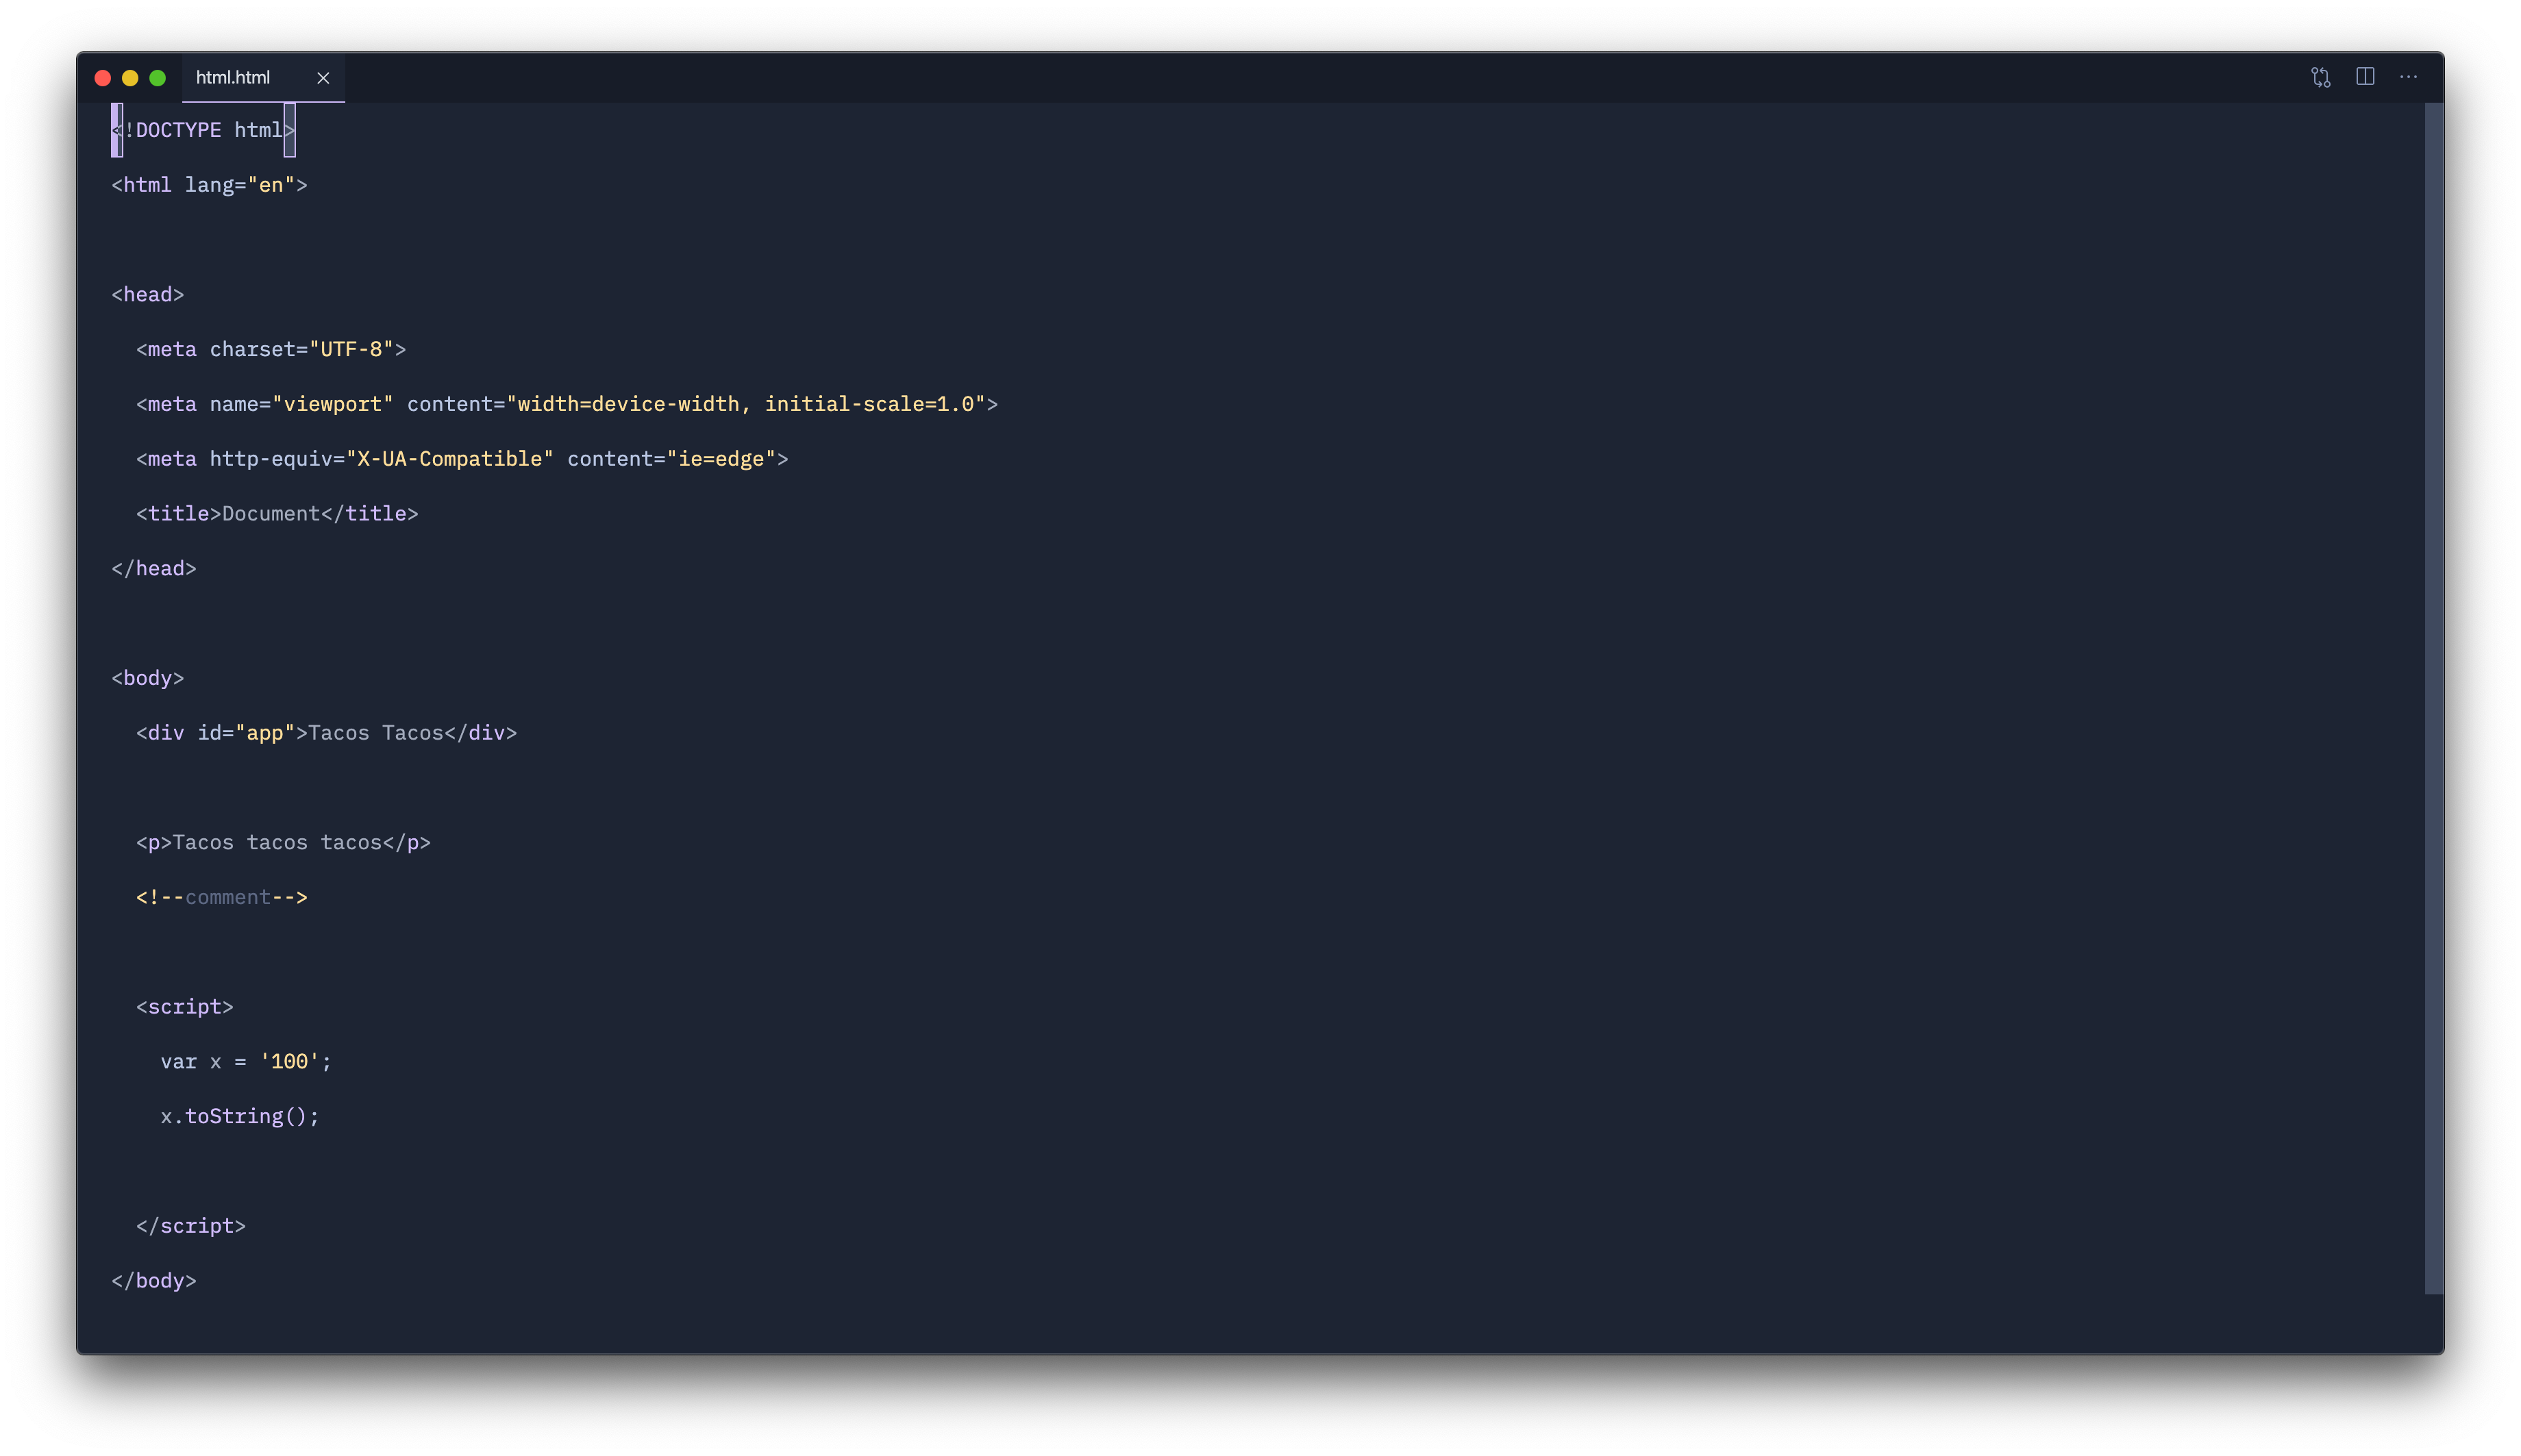 html.html
<!DOCTYPE html>
<html lang="en">
<head>
  <meta charset="UTF-8">
  <meta name="viewport" content="width=device-width, initial-scale=1.0">
  <meta http-equiv="X-UA-Compatible" content="ie=edge">
  <title>Document</title>
</head>
<body>
  <div id="app">Tacos Tacos</div>
  <p>Tacos tacos tacos</p>
  <!--comment-->
  <script>
    var x = '100';
    x.toString();
  </script>
</body>